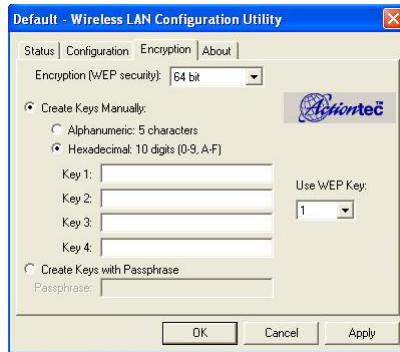 Default - Wireless LAN Configuration Utility
Status Configuration Encryption About
Encryption (WEP security): 64 bit
Create Keys Manually:
Actiontec
Alphanumeric: 5 characters
Hexadecimal: 10 digits (0-9, A-F)
Key 1:
Use WEP Key:
Key 2:
1
Key 3:
Key 4:
Create Keys with Passphrase
Passphrase:
OK Cancel Apply